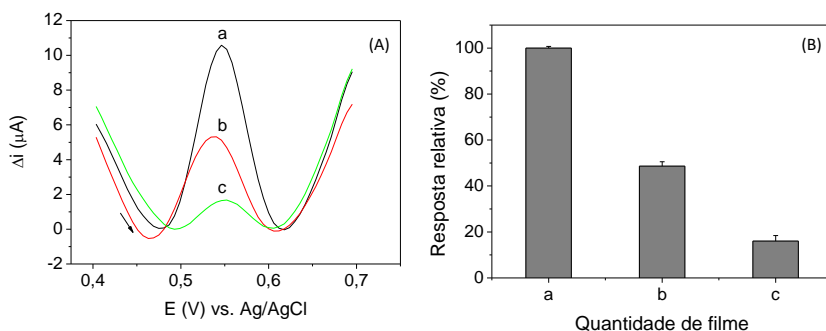 (A)
Δi (μA)
12
10
8
6
4
2
0
-2
a
b
c
0,4 0,5 0,6 0,7
E (V) vs. Ag/AgCl
(B)
Resposta relativa (%)
100
80
60
40
20
0
a b c
Quantidade de filme